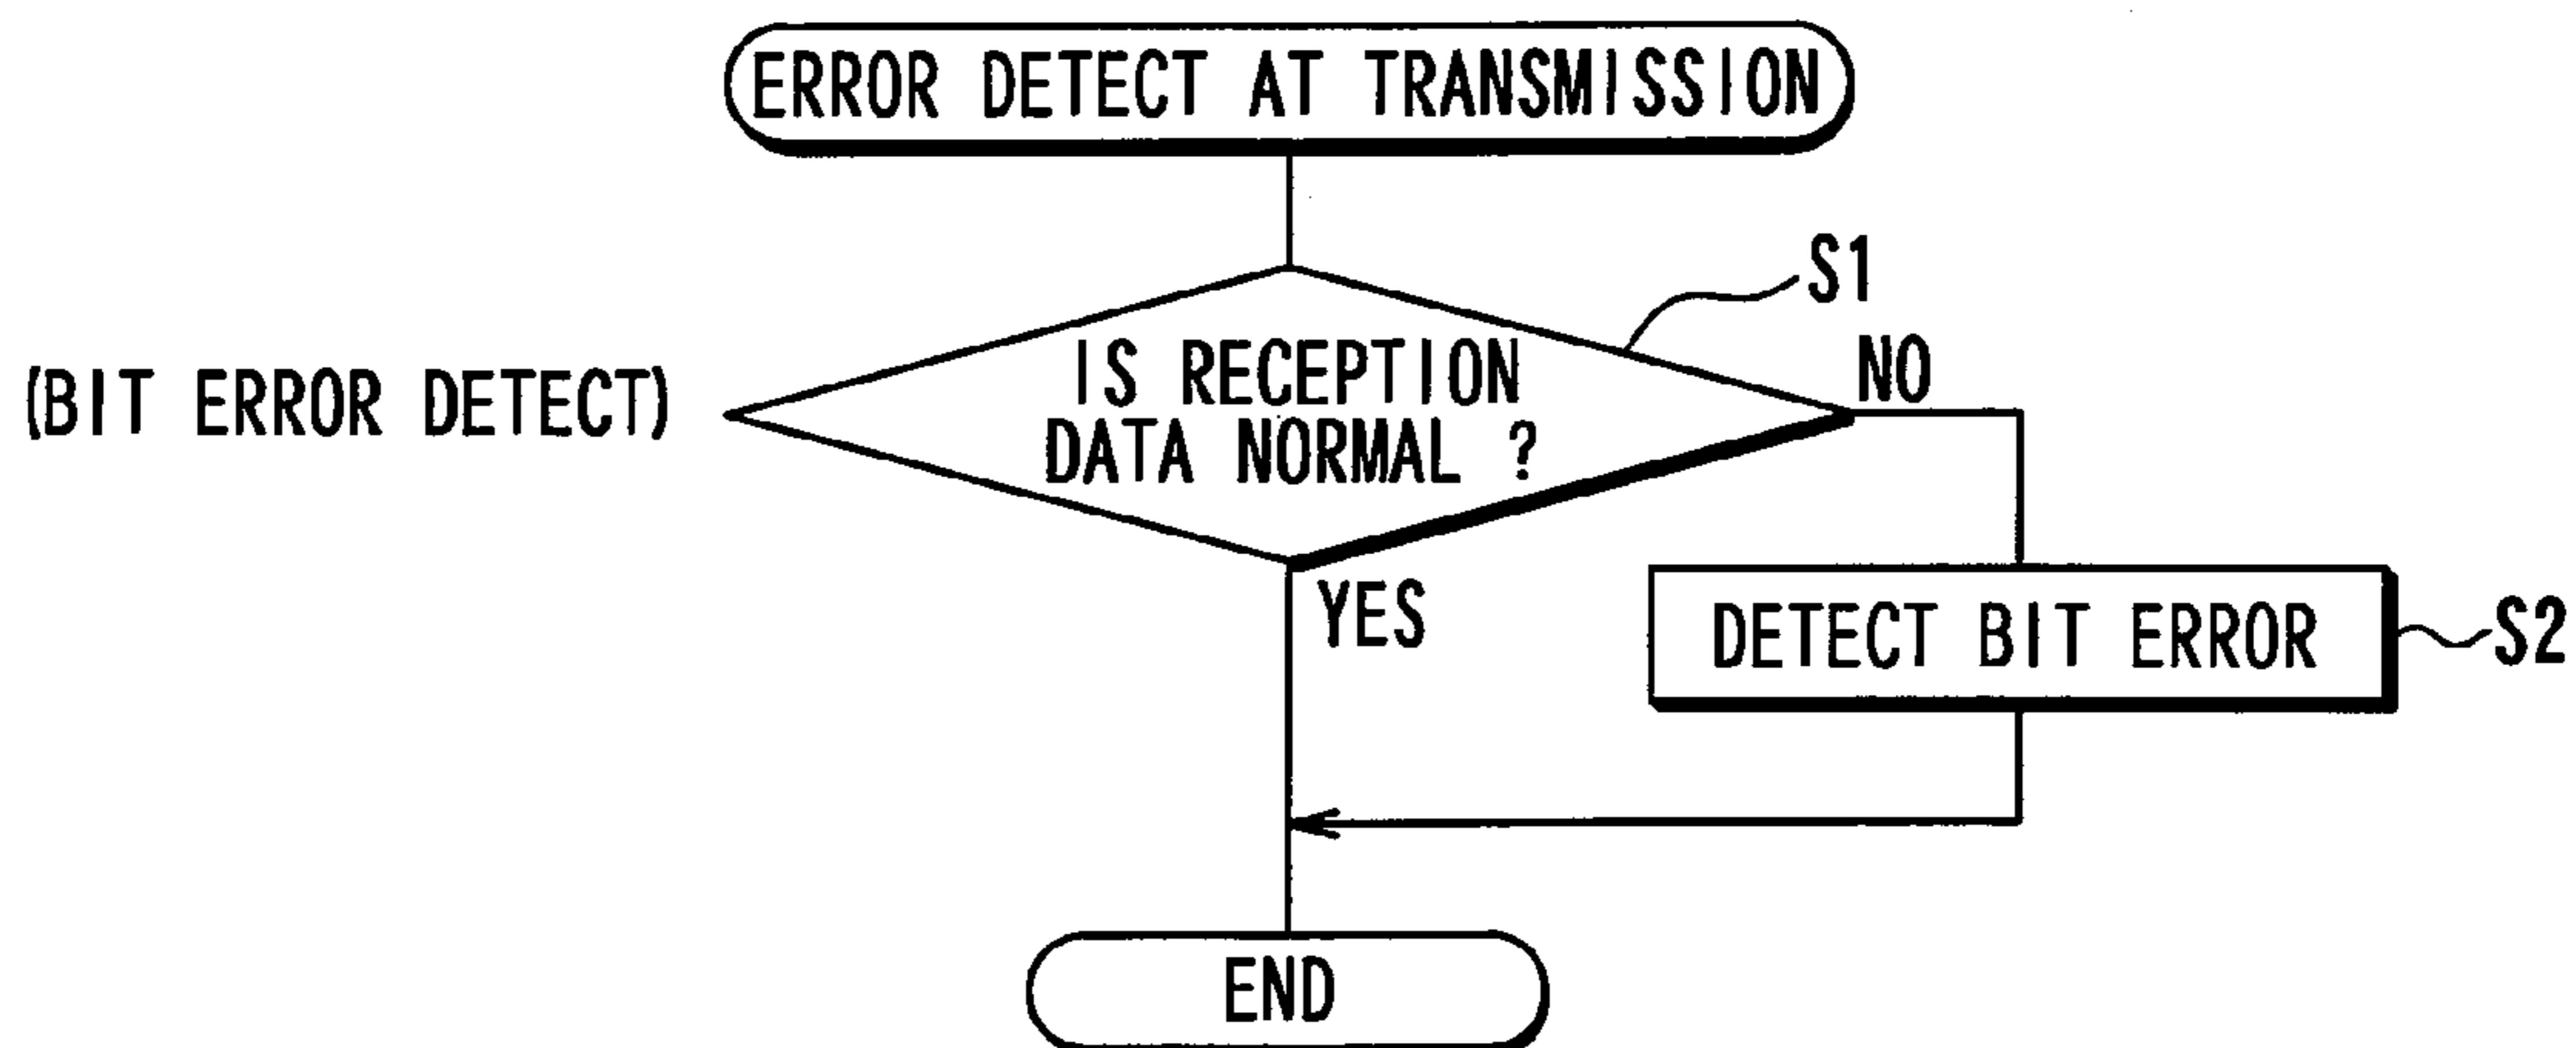 ERROR DETECT AT TRANSMISSION
S1
(BIT ERROR DETECT)
IS RECEPTION
DATA NORMAL ?
NO
YES
DETECT BIT ERROR
S2
END